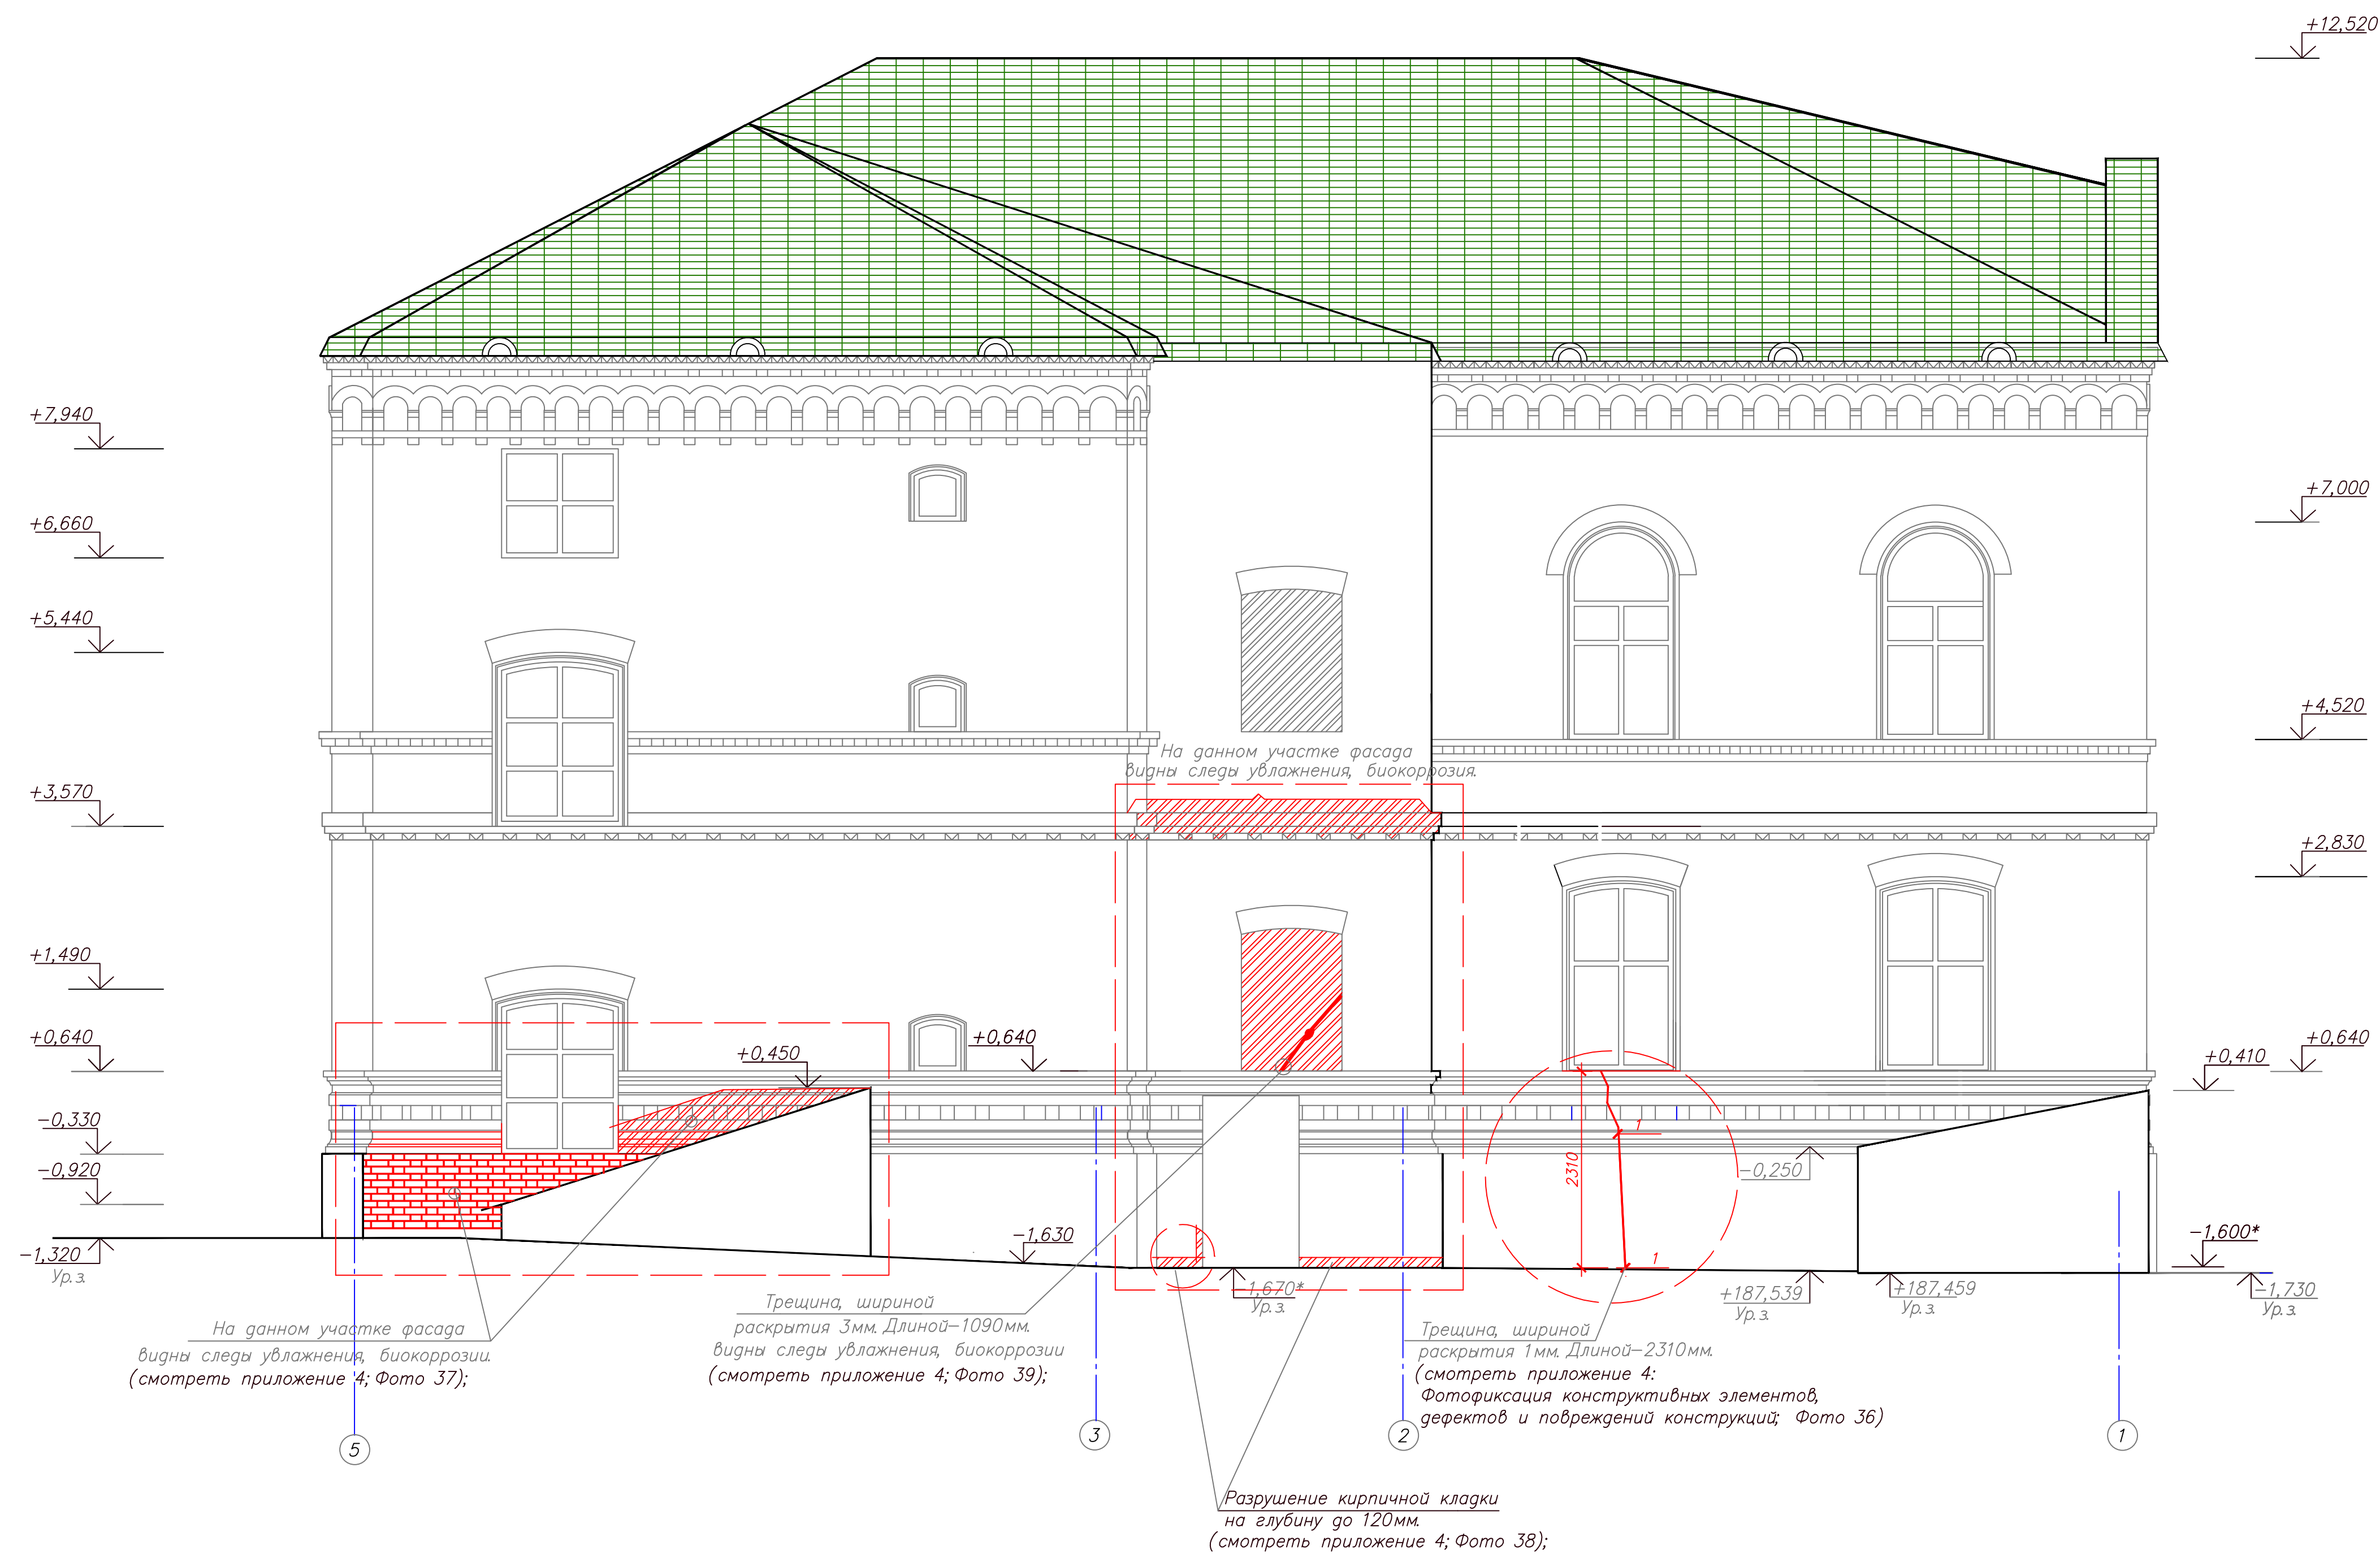 +12,520
+7,940
+7,000
+6,660
+5,440
+4,520
На данном участке фасада
видны следы увлажнения, биокоррозия.
+3,570
+2,830
+1,490
+0,640
+0,640
+0,640
+0,450
+0,410
-0,330
1
-0,920
-0,250
2310
-1,630
-1,600*
1
-1,320
Ур.з.
-1,670*
Ур.з.
+187,539
Ур.з.
+187,459
Ур.з.
-1,730
Ур.з.
На данном участке фасада
видны следы увлажнения, биокоррозии.
(смотреть приложение 4; Фото 37);
Трещина, шириной
раскрытия 3мм. Длиной-1090мм.
видны следы увлажнения, биокоррозии
(смотреть приложение 4; Фото 39);
Трещина, шириной
раскрытия 1мм. Длиной-2310мм.
(смотреть приложение 4:
Фотофиксация конструктивных элементов,
дефектов и повреждений конструкций; Фото 36)
5
3
2
1
Разрушение кирпичной кладки
на глубину до 120мм.
(смотреть приложение 4; Фото 38);